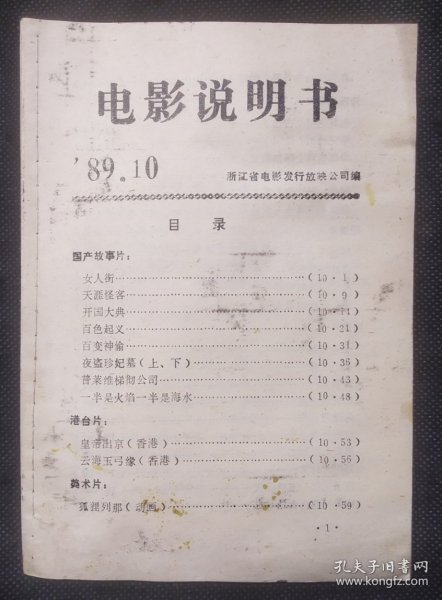 电影说明书
'89.10
浙江省电影发行放映公司编
目 录
国产故事片：
女人街……（10·1）
天涯怪客……（10·9）
开国大典……（10·14）
百色起义……（10·21）
百变神偷……（10·31）
夜盗珍妃墓（上、下）……（10·36）
普莱维梯彻公司……（10·43）
一半是火焰一半是海水……（10·48）
港台片：
皇帝出京（香港）……（10·53）
云海玉弓缘（香港）……（10·56）
美术片：
狐狸列那（动画）……（10·59）
·1·
孔夫子旧书网
www.kongfz.com